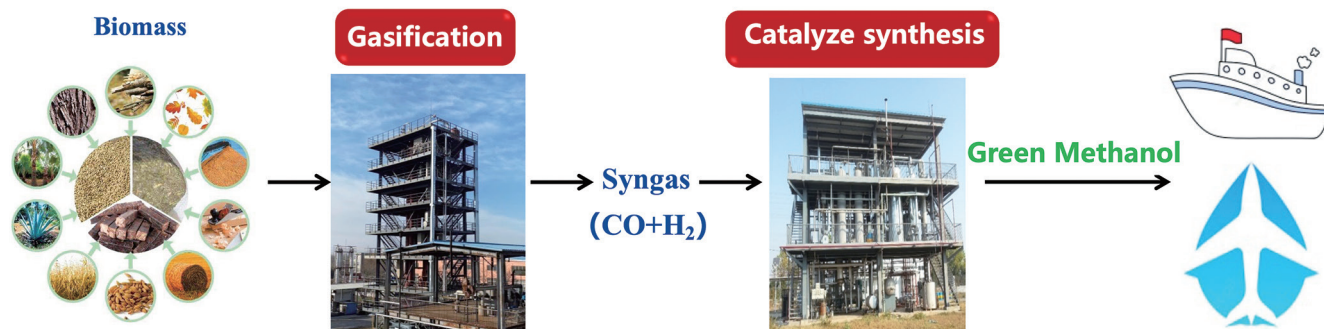 Biomass
Gasification
Syngas
(CO+H₂)
Catalyze synthesis
Green Methanol